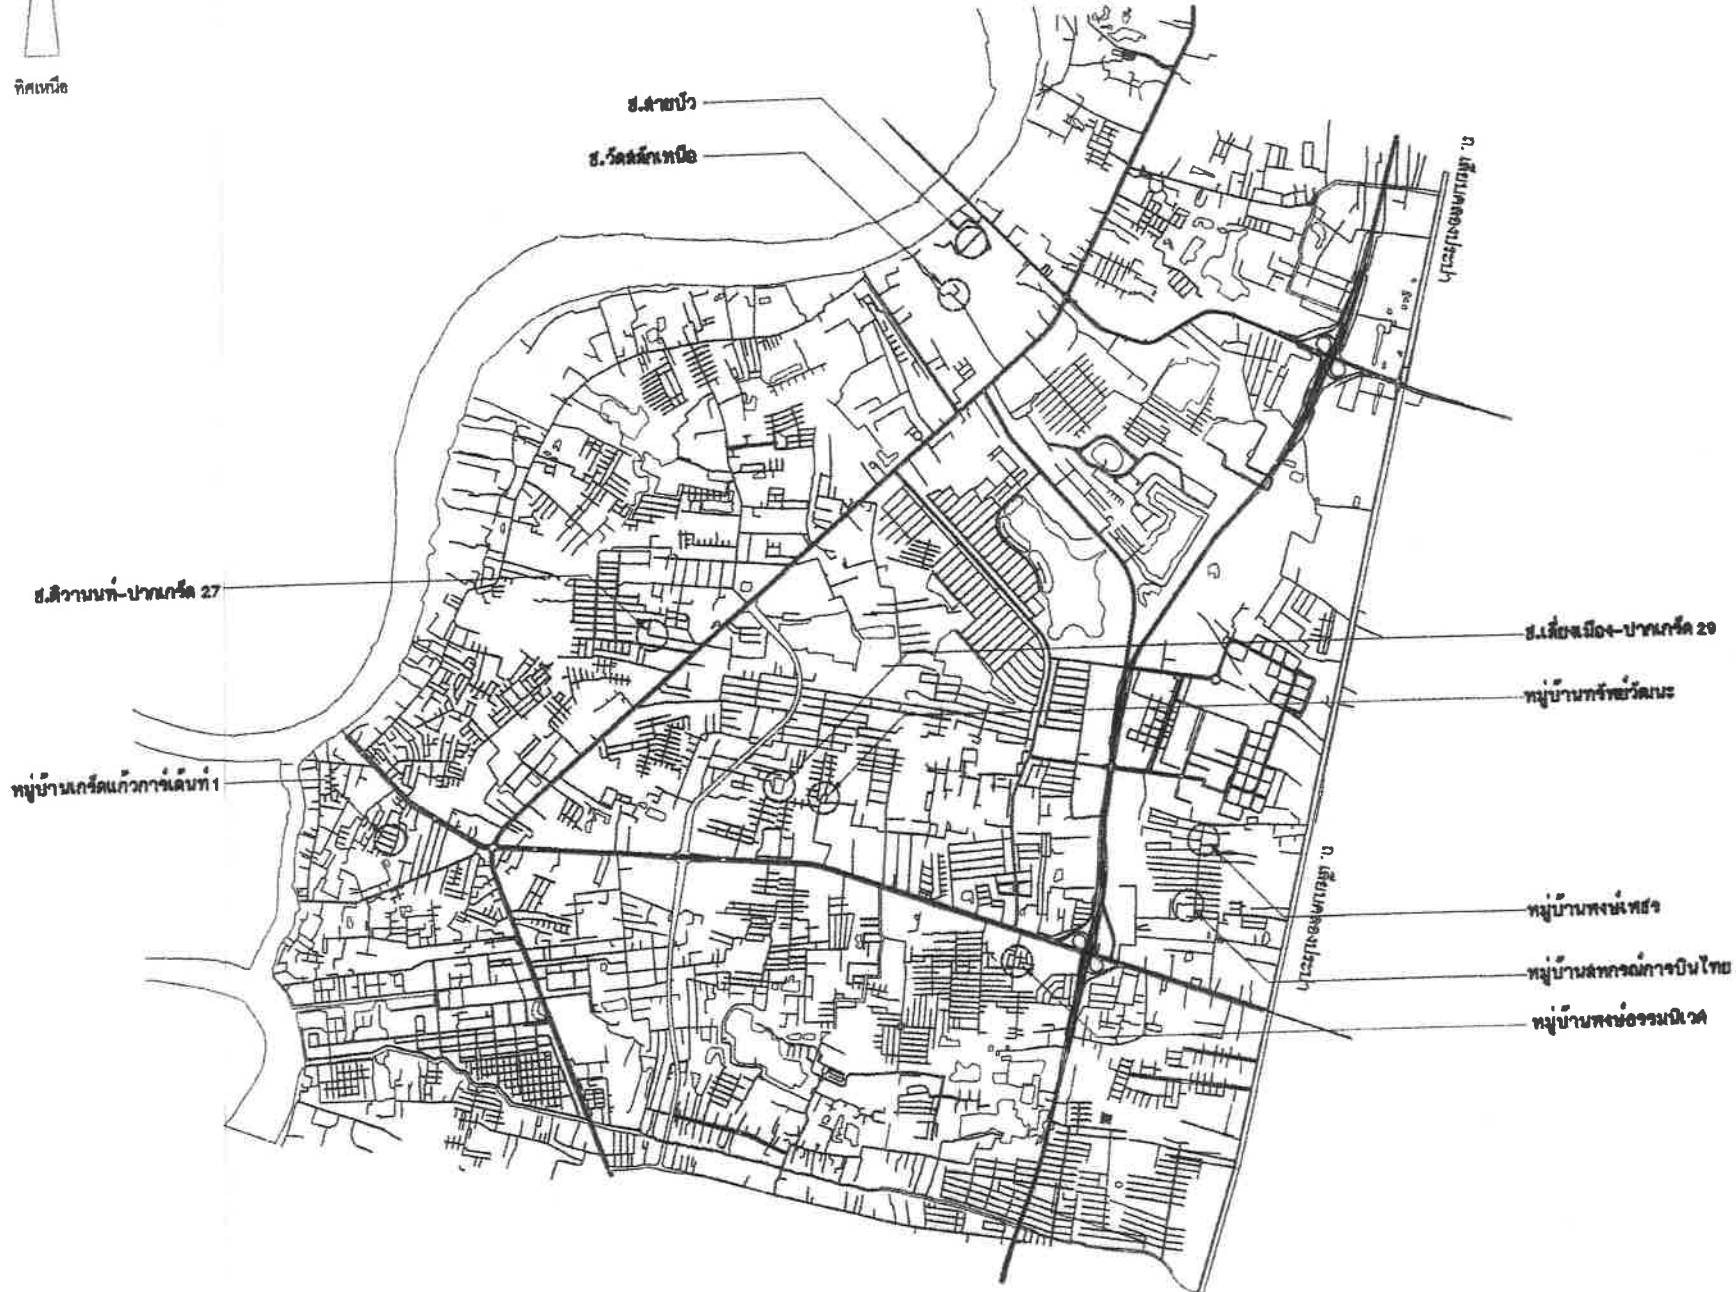 ทิศเหนือ
ซ.สายบัว
ซ.วัดสลักเหนือ
ถ. เลียบคลองประปา
ซ.ติวานนท์-ปากเกร็ด 27
ซ.เลี่ยงเมือง-ปากเกร็ด 29
หมู่บ้านทรัพย์วัฒนะ
หมู่บ้านเกร็ดแก้วการ์เด้นท์1
ถ. เลียบคลองประปา
หมู่บ้านพงษ์เพชร
หมู่บ้านสหกรณ์การบินไทย
หมู่บ้านพงษ์ธรรมนิเวศ